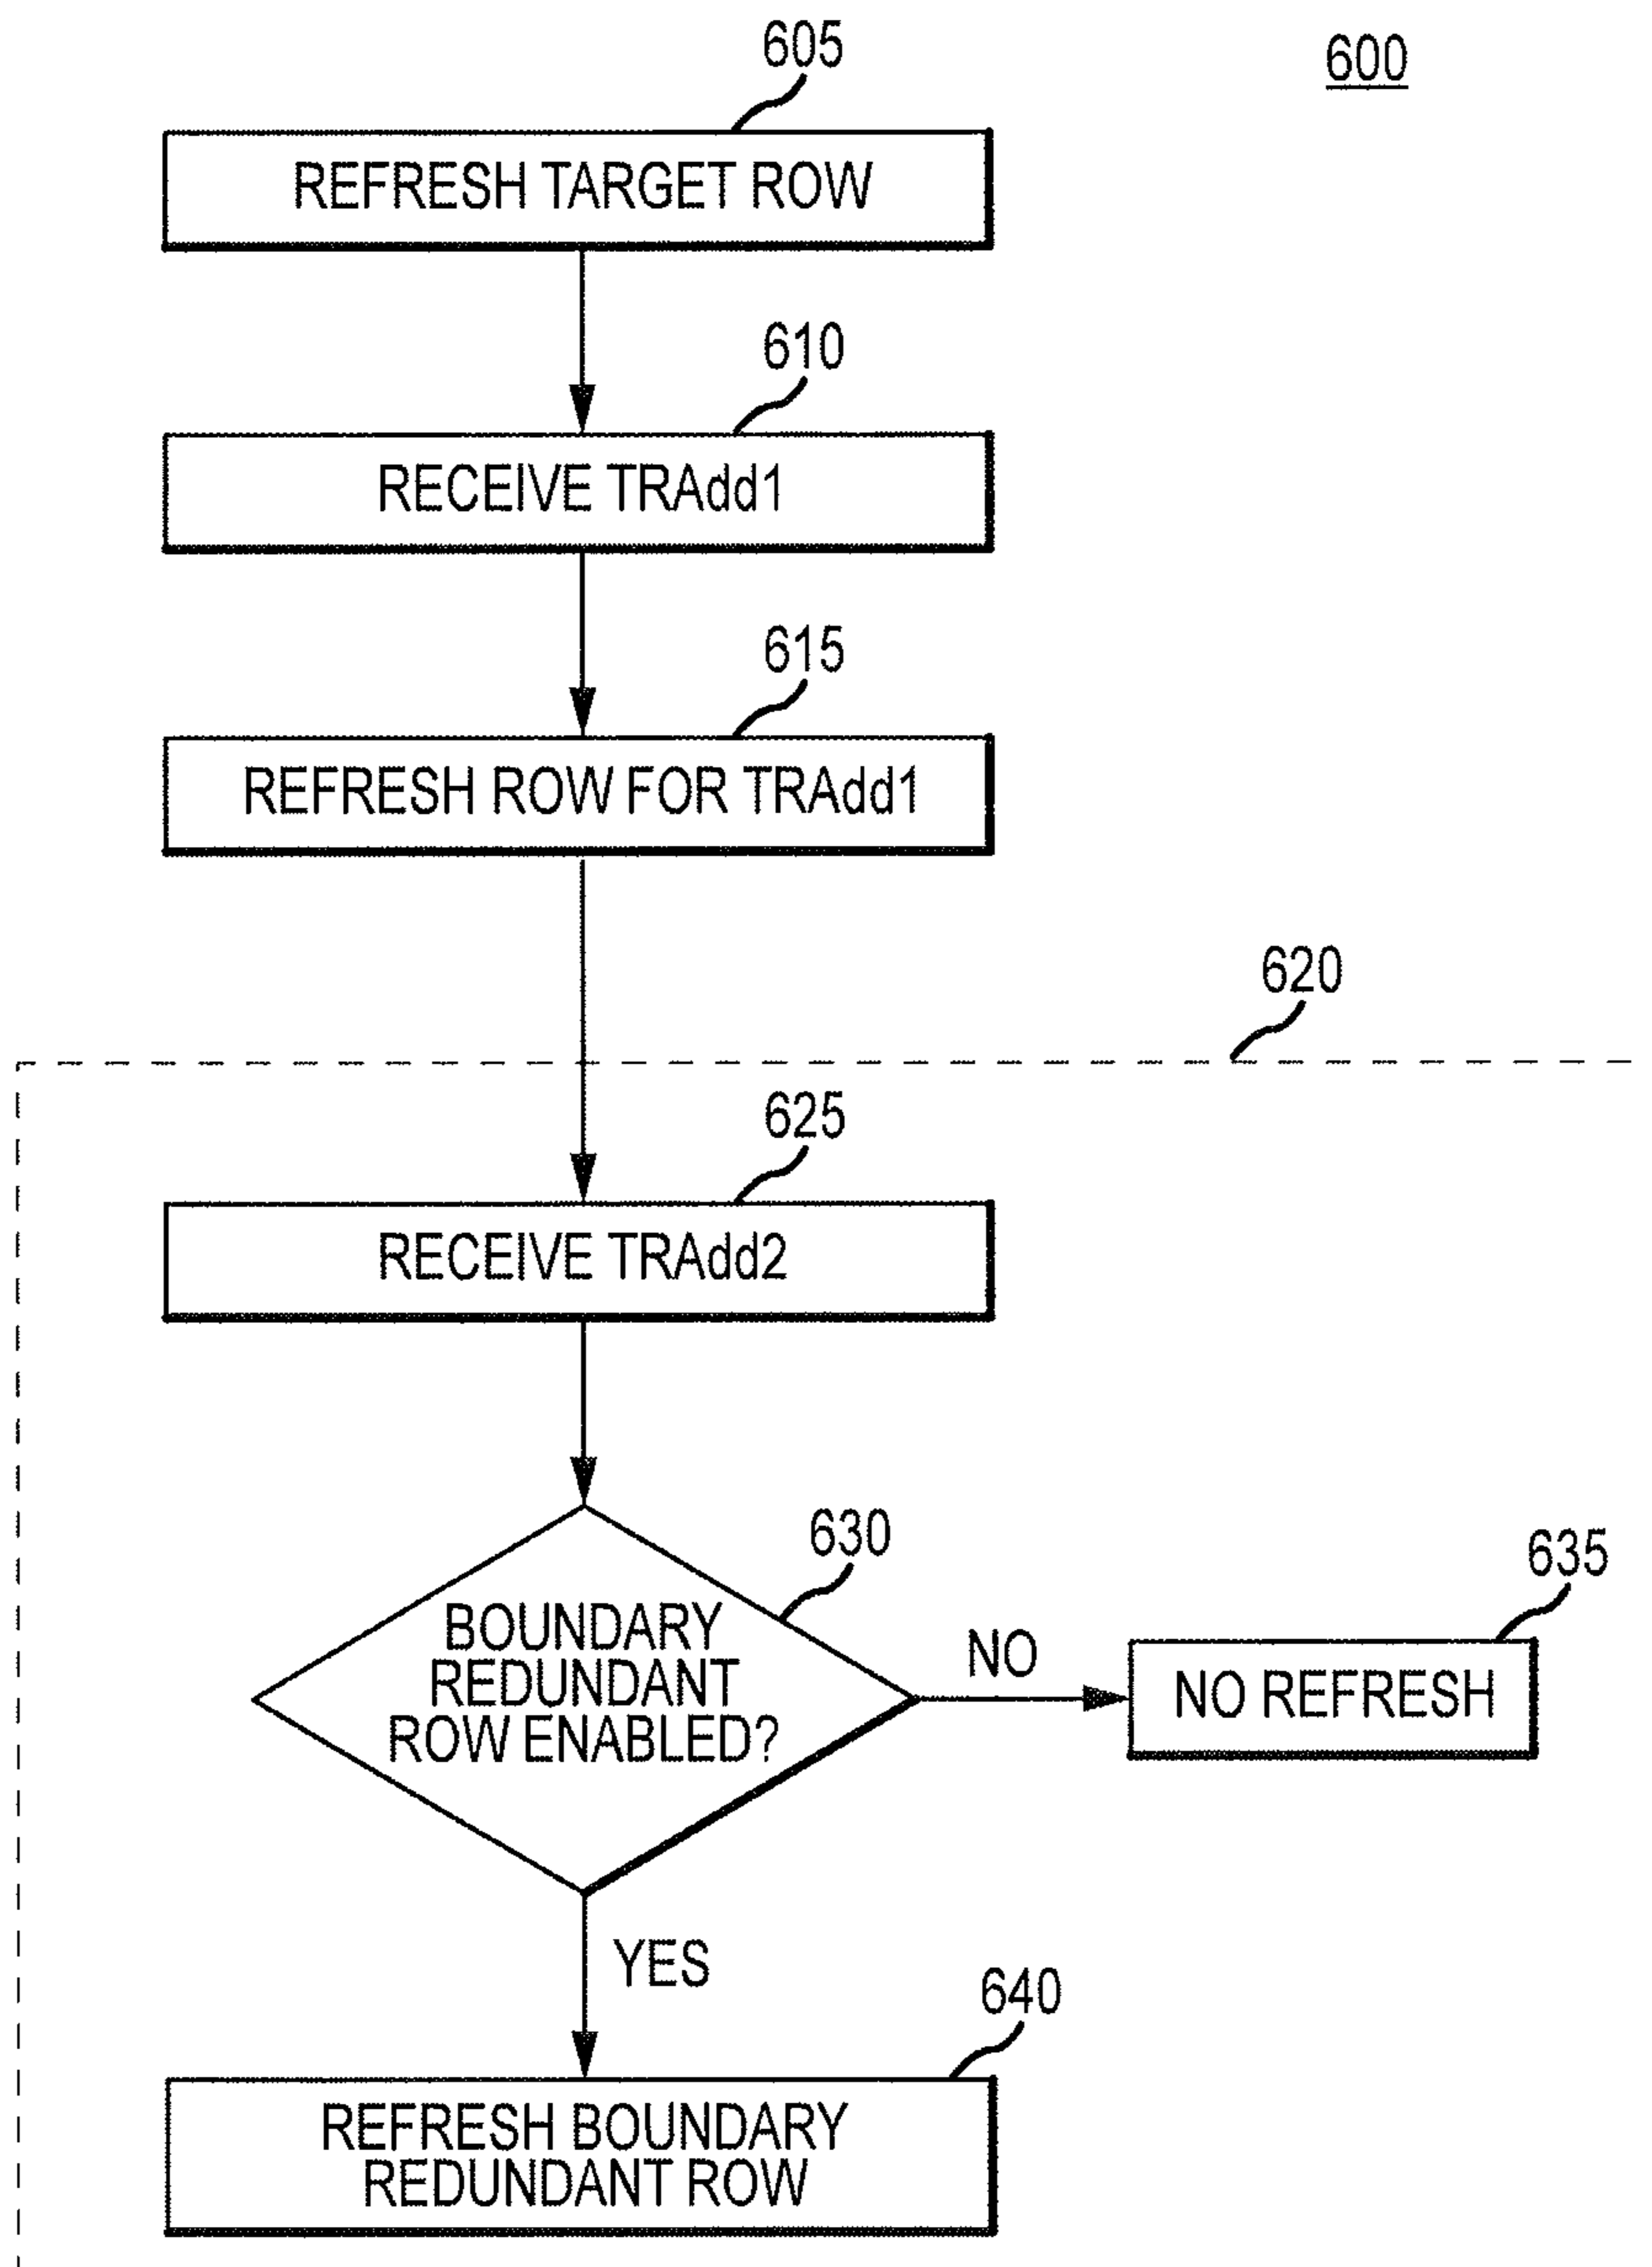 600
605
REFRESH TARGET ROW
610
RECEIVE TRAdd1
615
REFRESH ROW FOR TRAdd1
620
625
RECEIVE TRAdd2
630
BOUNDARY
REDUNDANT
ROW ENABLED?
NO
635
NO REFRESH
YES
640
REFRESH BOUNDARY
REDUNDANT ROW